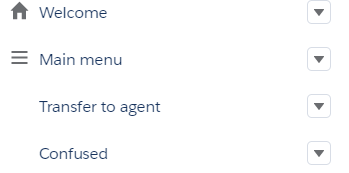 Welcome
Main menu
Transfer to agent
Confused